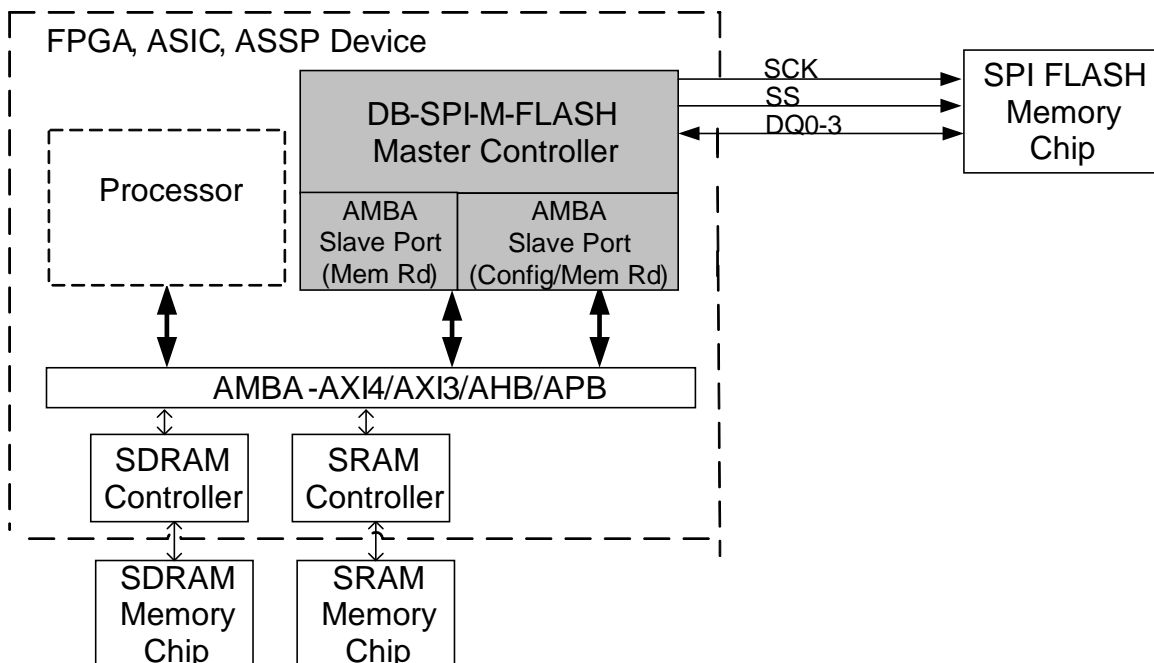 FPGA, ASIC, ASSP Device
SCK
SS
DQ0-3
SPI FLASH
Memory
Chip
DB-SPI-M-FLASH
Master Controller
Processor
AMBA
Slave Port
(Mem Rd)
AMBA
Slave Port
(Config/Mem Rd)
AMBA-AXI4/AXI3/AHB/APB
SDRAM
Controller
SRAM
Controller
SDRAM
Memory
Chip
SRAM
Memory
Chip